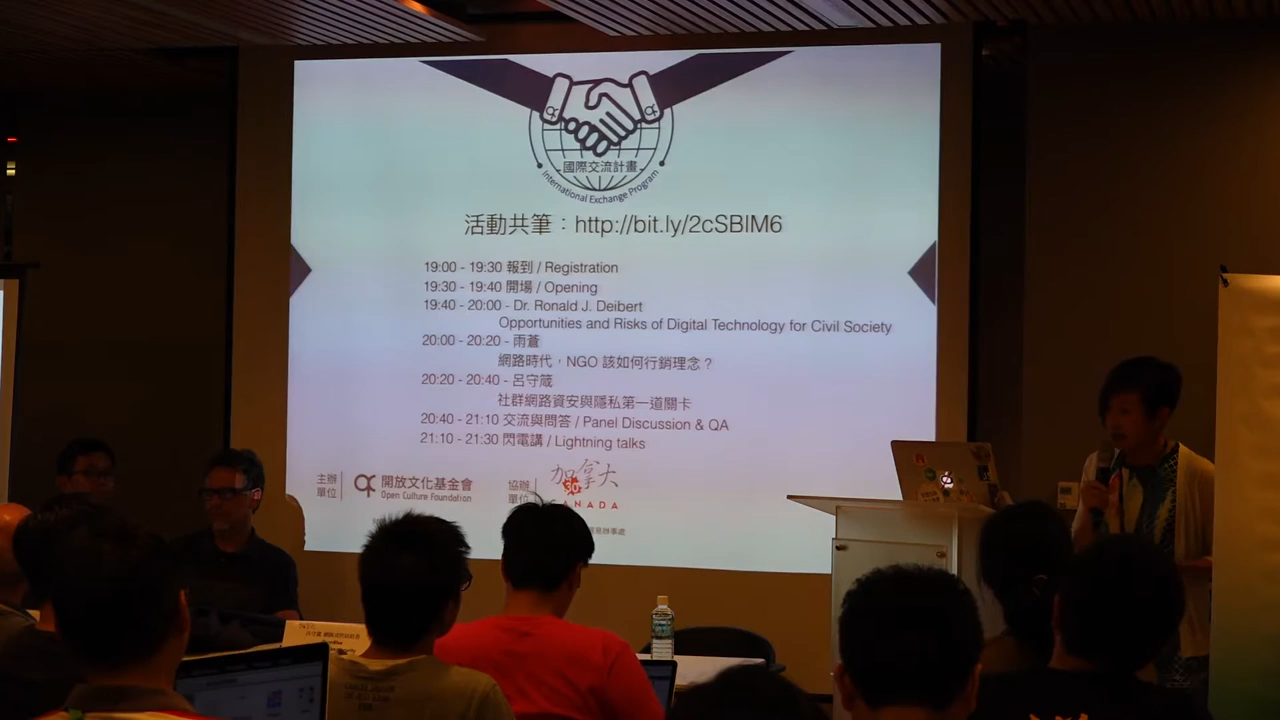 國際交流計畫
International Exchange Program
活動共筆：http://bit.ly/2cSBlM6
19:00 - 19:30 報到 / Registration
19:30 - 19:40 開場 / Opening
19:40 - 20:00 - Dr. Ronald J. Deibert
Opportunities and Risks of Digital Technology for Civil Society
20:00 - 20:20 - 雨蒼
網路時代，NGO 該如何行銷理念？
20:20 - 20:40 - 呂守箴
社群網路資安與隱私第一道關卡
20:40 - 21:10 交流與問答 / Panel Discussion & QA
21:10 - 21:30 閃電講 / Lightning talks
主辦單位
開放文化基金會
Open Culture Foundation
協辦單位
加拿大
30
CANADA
辦事處